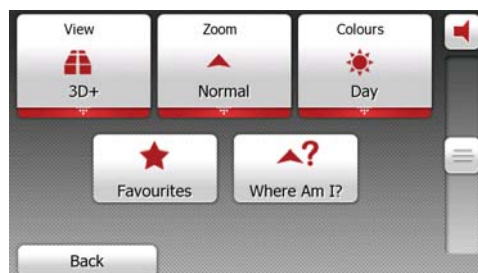 View
Zoom
Colours
3D+
Normal
Day
?
Favourites
Where Am I?
Back